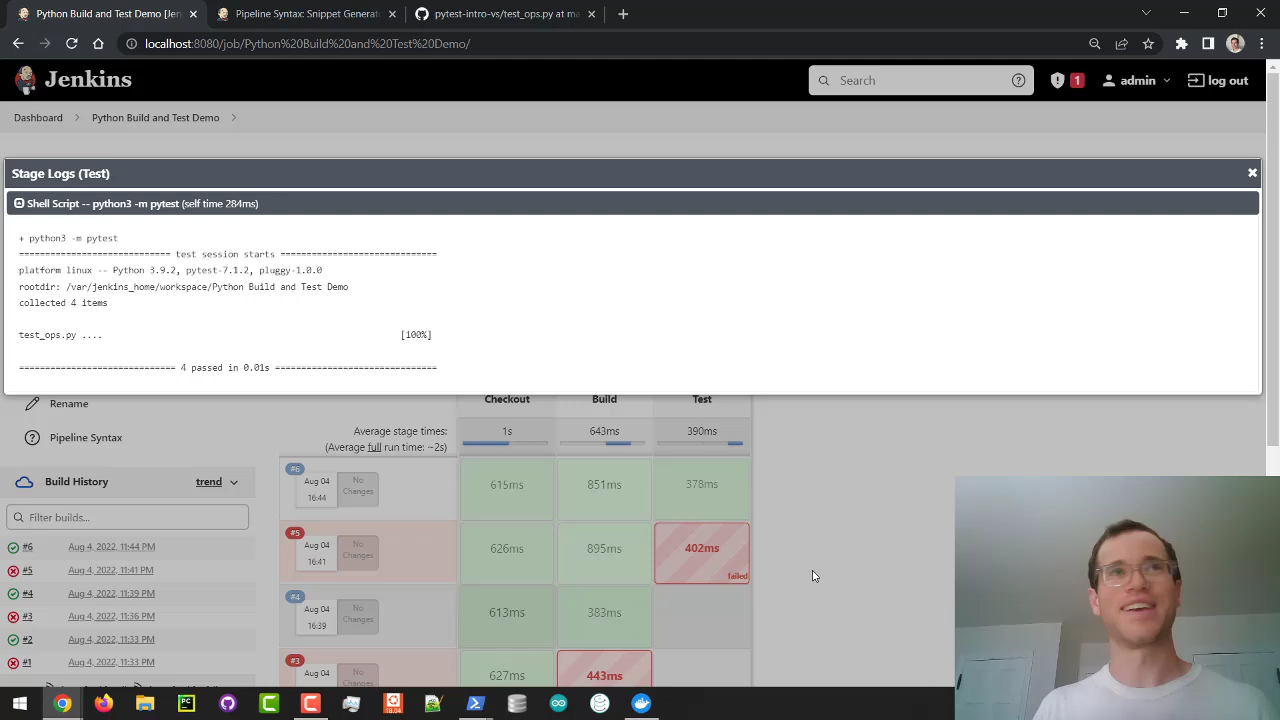 Python Build and Test Demo [Jen
Pipeline Syntax: Snippet Generato
pytest-intro-vs/test_ops.py at ma
localhost:8080/job/Python%20Build%20and%20Test%20Demo/
Jenkins
Search
1
admin
log out
Dashboard
Python Build and Test Demo
Stage Logs (Test)
Shell Script -- python3 -m pytest (self time 284ms)
+ python3 -m pytest
============================= test session starts ==============================
platform linux -- Python 3.9.2, pytest-7.1.2, pluggy-1.0.0
rootdir: /var/jenkins_home/workspace/Python Build and Test Demo
collected 4 items
test_ops.py .... [100%]
============================== 4 passed in 0.01s ===============================
Rename
Pipeline Syntax
Checkout Build Test
Average stage times:
(Average full run time: ~2s)
1s 643ms 390ms
Build History
trend
Filter builds...
#6 Aug 4, 2022, 11:44 PM
#5 Aug 4, 2022, 11:41 PM
#4 Aug 4, 2022, 11:39 PM
#3 Aug 4, 2022, 11:36 PM
#2 Aug 4, 2022, 11:33 PM
#1 Aug 4, 2022, 11:33 PM
#6
Aug 04
16:44
No
Changes
615ms 851ms 378ms
#5
Aug 04
16:41
No
Changes
626ms 895ms 402ms
failed
#4
Aug 04
16:39
No
Changes
613ms 383ms
#3
Aug 04
No
Changes
627ms 443ms
PC
18.04